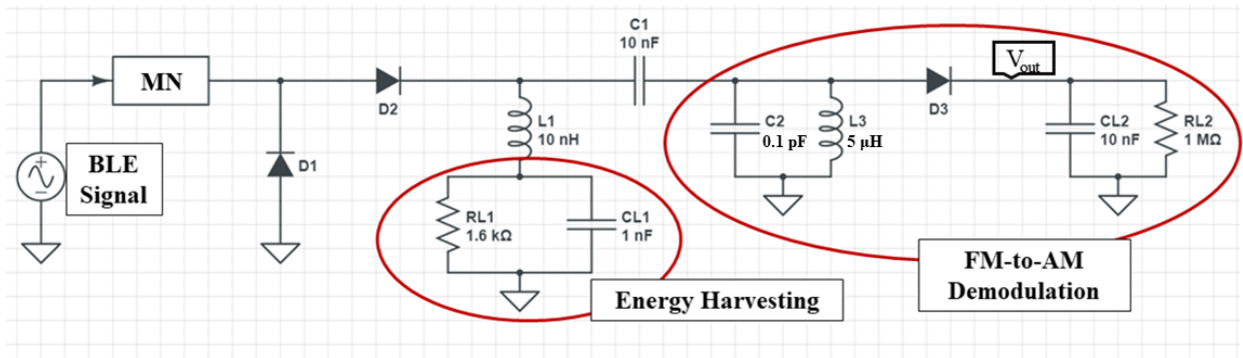 C1
10 nF
MN
V_out
D2
D3
L1
10 nH
C2
0.1 pF
L3
5 µH
CL2
10 nF
RL2
1 MΩ
BLE
Signal
D1
RL1
1.6 kΩ
CL1
1 nF
FM-to-AM
Demodulation
Energy Harvesting